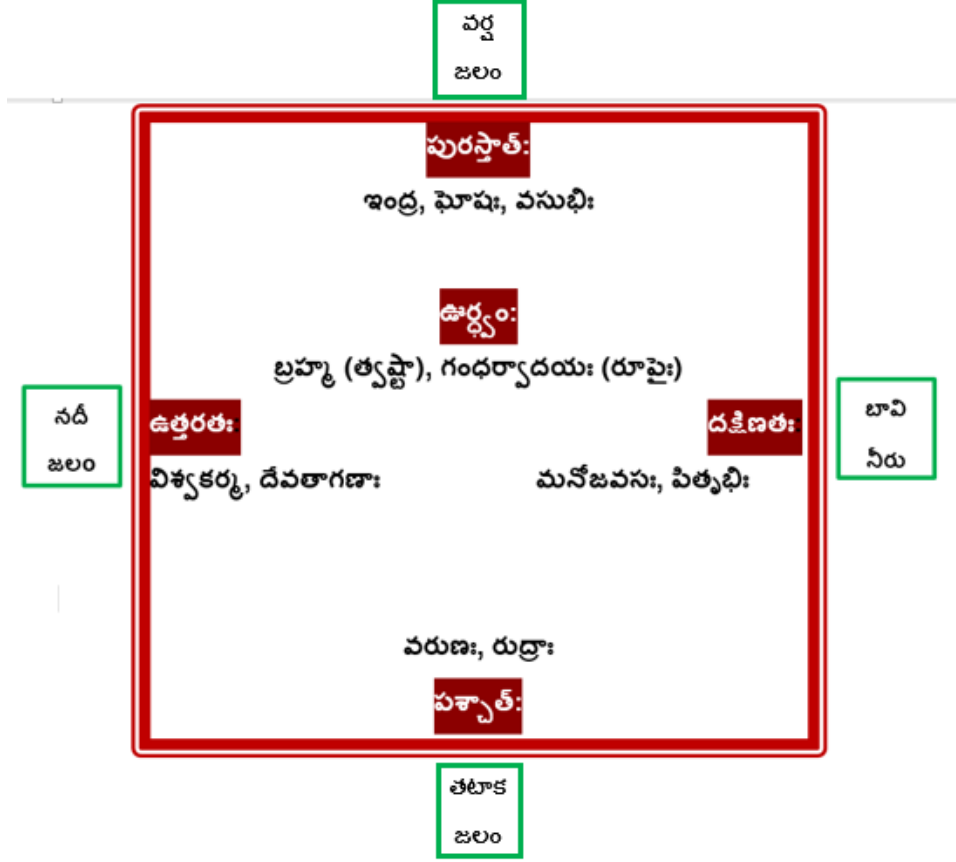 వర్ష
జలం
పురస్తాత్:
ఇంద్ర, ఘోషః, వసుభిః
ఊర్ధ్వం:
బ్రహ్మ (త్వష్టా), గంధర్వాదయః (రూపైః)
నదీ
జలం
ఉత్తరతః:
విశ్వకర్మ, దేవతాగణాః
దక్షిణతః:
మనోజవసః, పితృభిః
బావి
నీరు
వరుణః, రుద్రాః
పశ్చాత్:
తటాక
జలం